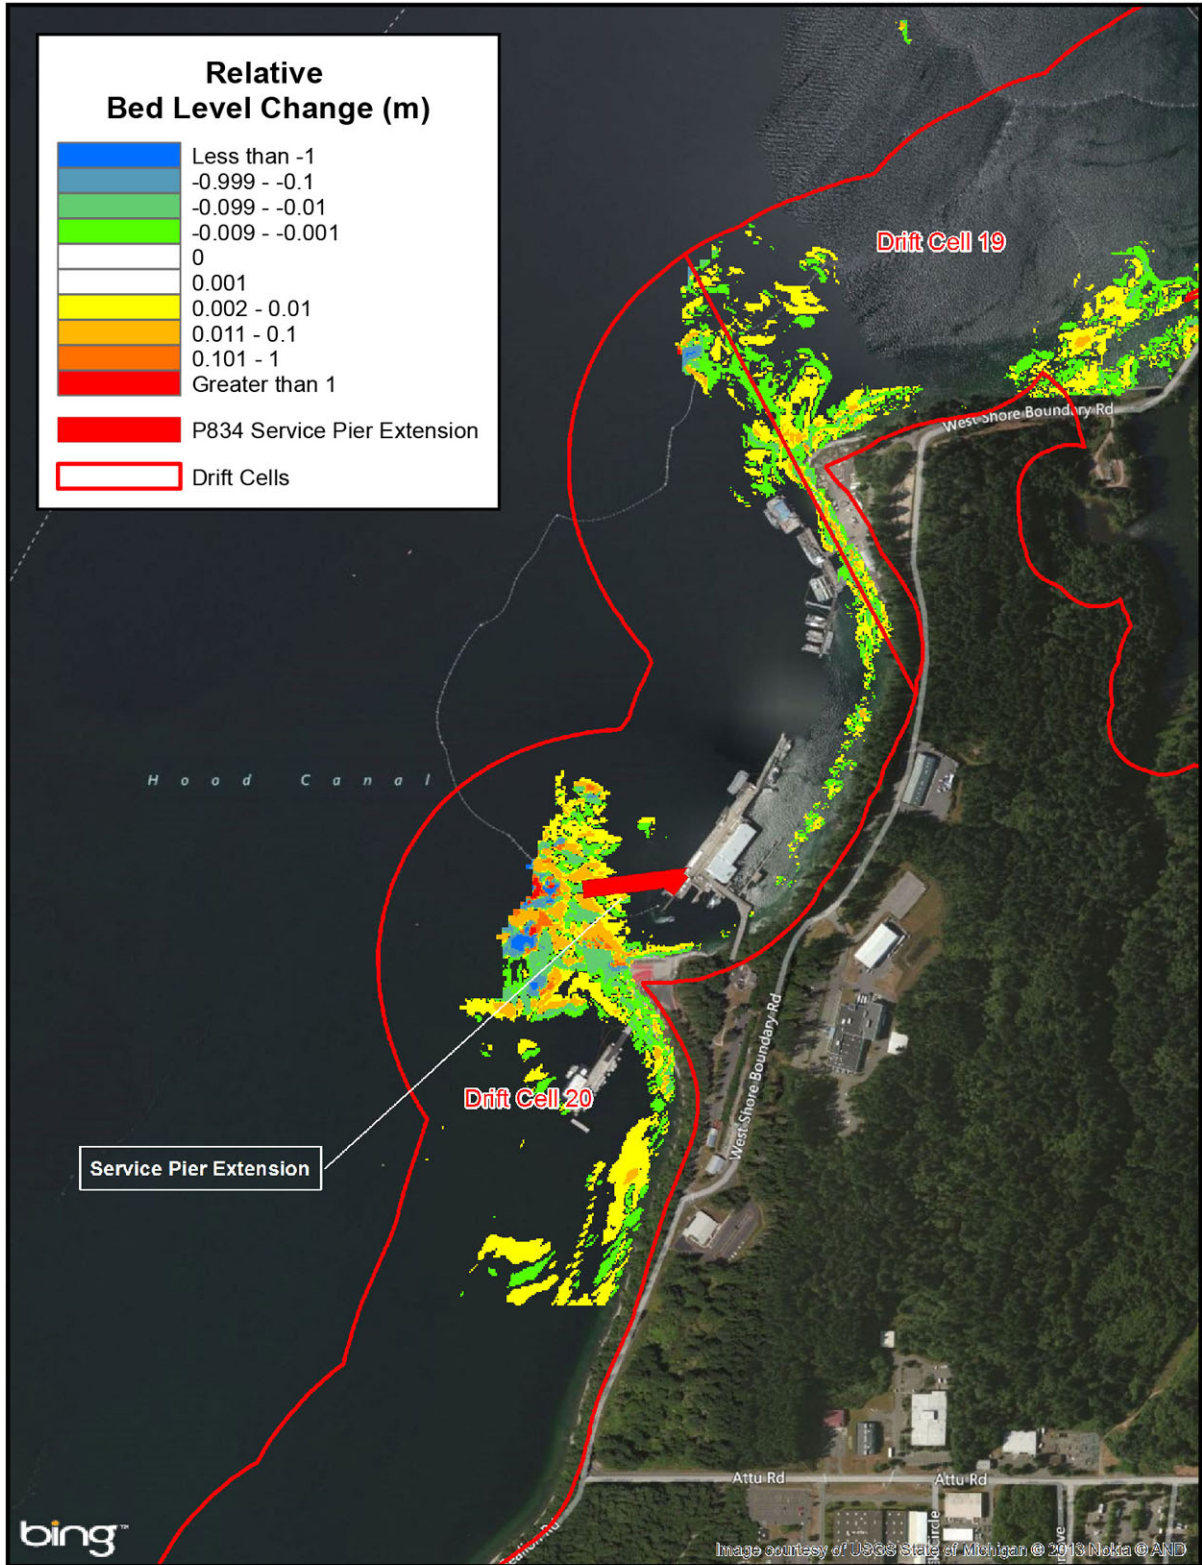 Relative
Bed Level Change (m)
Less than -1
-0.999 - -0.1
-0.099 - -0.01
-0.009 - -0.001
0
0.001
0.002 - 0.01
0.011 - 0.1
0.101 - 1
Greater than 1
P834 Service Pier Extension
Drift Cells
Drift Cell 19
West Shore Boundary Rd
Hood Canal
Drift Cell 20
West Shore Boundary Rd
Service Pier Extension
Attu Rd
Attu Rd
bing™
Image courtesy of USGS State of Michigan © 2013 Nokia © AND